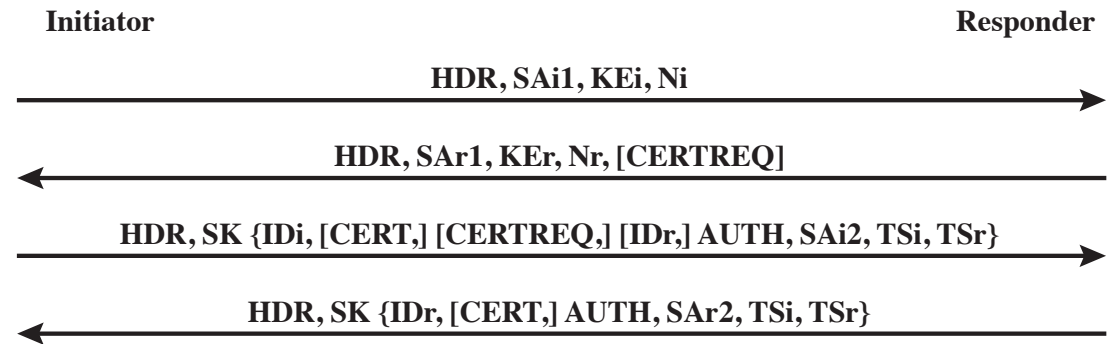 Initiator Responder
HDR, SAi1, KEi, Ni
HDR, SAr1, KEr, Nr, [CERTREQ]
HDR, SK {IDi, [CERT,] [CERTREQ,] [IDr,] AUTH, SAi2, TSi, TSr}
HDR, SK {IDr, [CERT,] AUTH, SAr2, TSi, TSr}